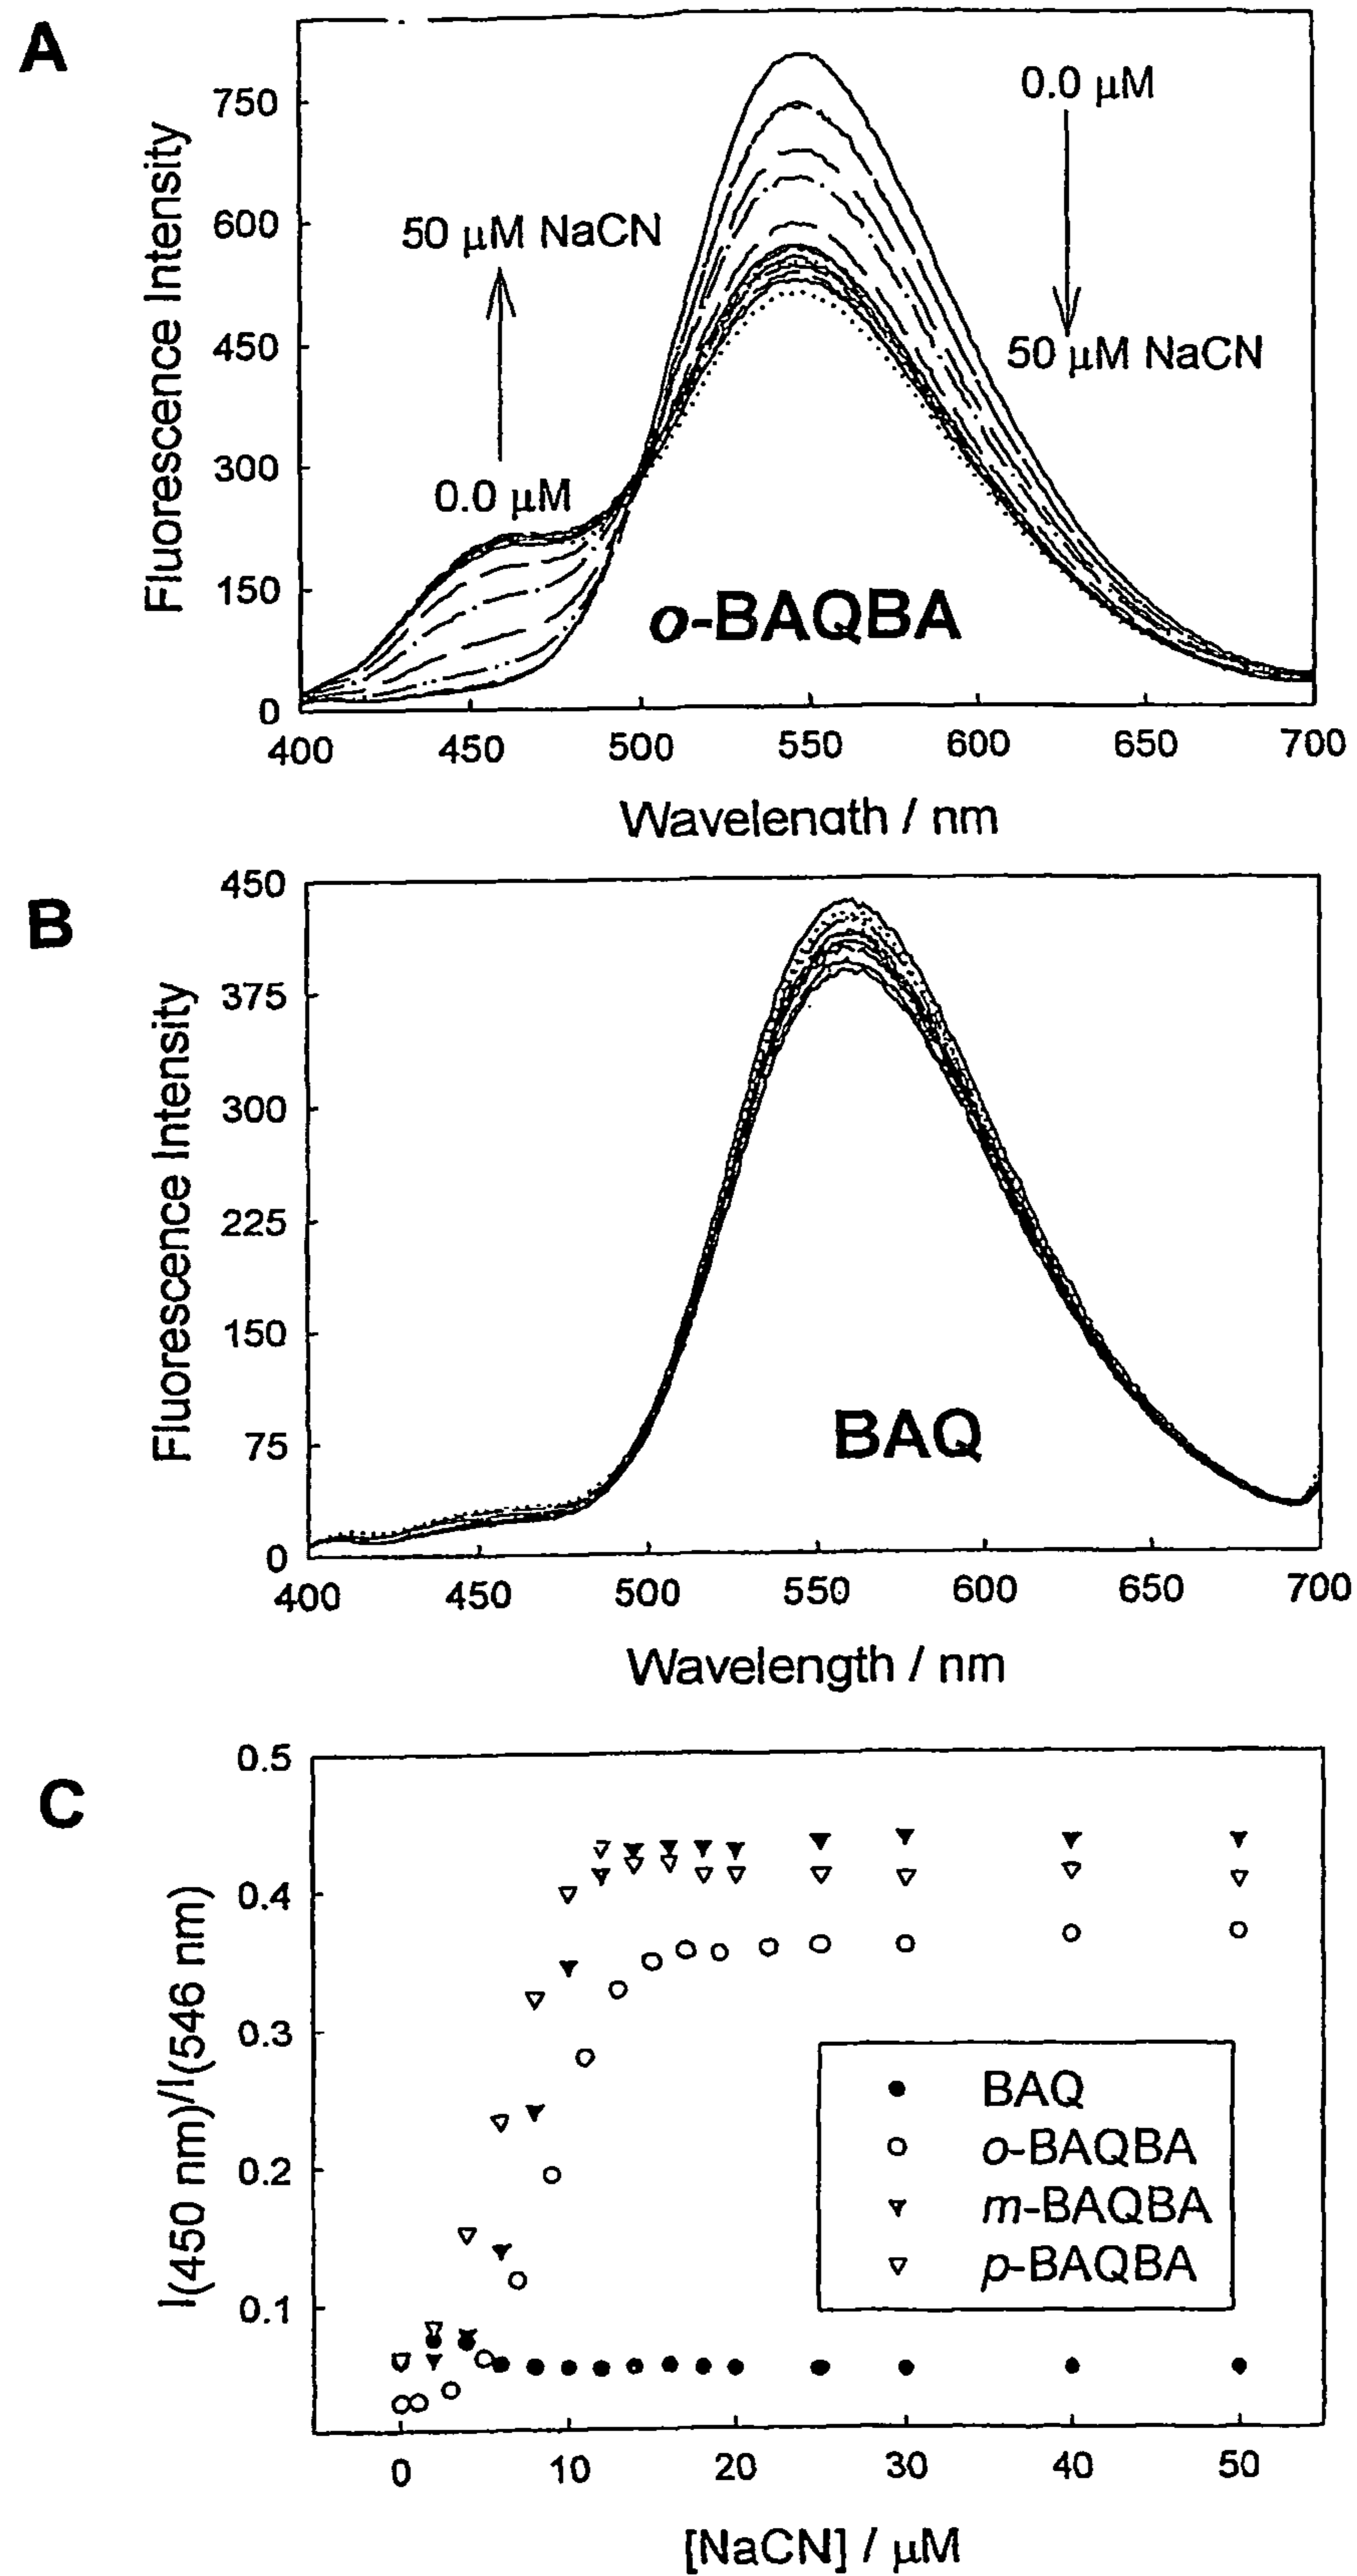 A
Fluorescence Intensity
750
600
450
300
150
0
0.0 μM
50 μM NaCN
50 μM NaCN
0.0 μM
o-BAQBA
400 450 500 550 600 650 700
Wavelength / nm
B
Fluorescence Intensity
450
375
300
225
150
75
0
BAQ
400 450 500 550 600 650 700
Wavelength / nm
C
I(450 nm)/I(546 nm)
0.5
0.4
0.3
0.2
0.1
BAQ
o-BAQBA
m-BAQBA
p-BAQBA
0 10 20 30 40 50
[NaCN] / μM